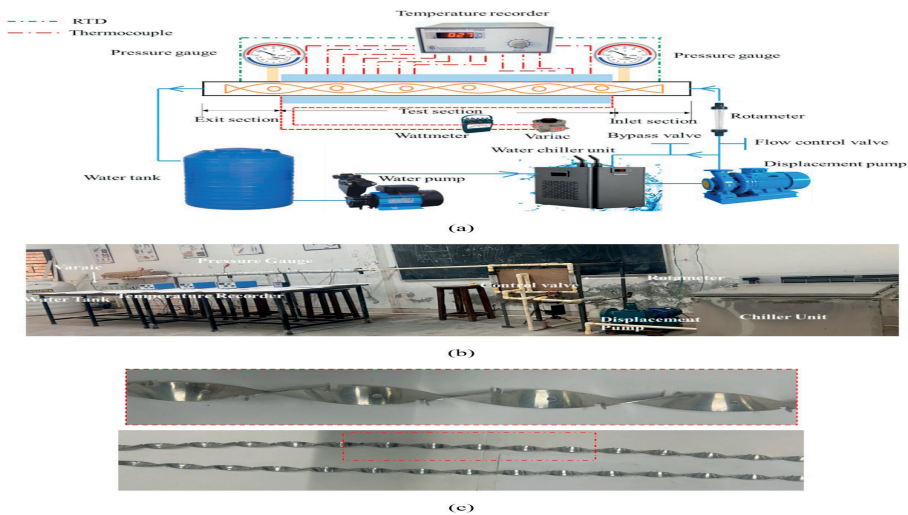 RTD
Thermocouple
Temperature recorder
Pressure gauge
Pressure gauge
Exit section
Test section
Inlet section
Rotameter
Wattmeter
Variac
Bypass valve
Flow control valve
Water chiller unit
Displacement pump
Water tank
Water pump
(a)
Varaic
Pressure Gauge
Water Tank
Temperature Recorder
Control valve
Rotameter
Displacement
Pump
Chiller Unit
(b)
(c)